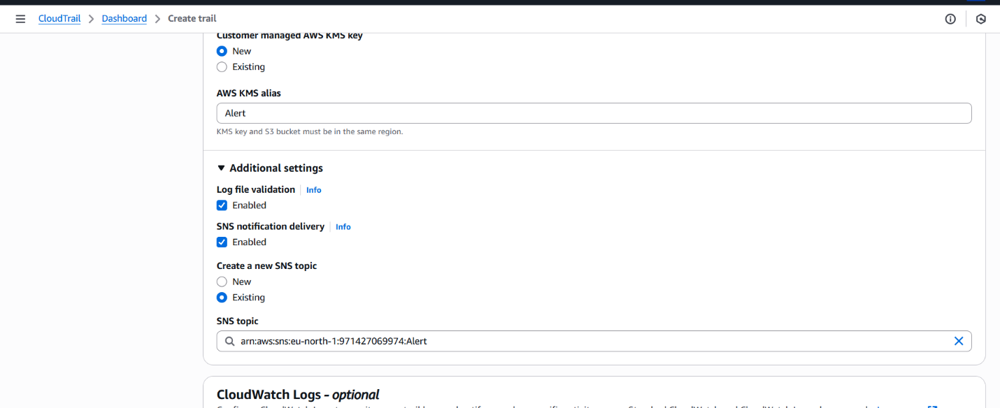 CloudTrail > Dashboard > Create trail
Customer managed AWS KMS key
New
Existing
AWS KMS alias
Alert
KMS key and S3 bucket must be in the same region.
Additional settings
Log file validation Info
Enabled
SNS notification delivery Info
Enabled
Create a new SNS topic
New
Existing
SNS topic
arn:aws:sns:eu-north-1:971427069974:Alert
CloudWatch Logs - optional